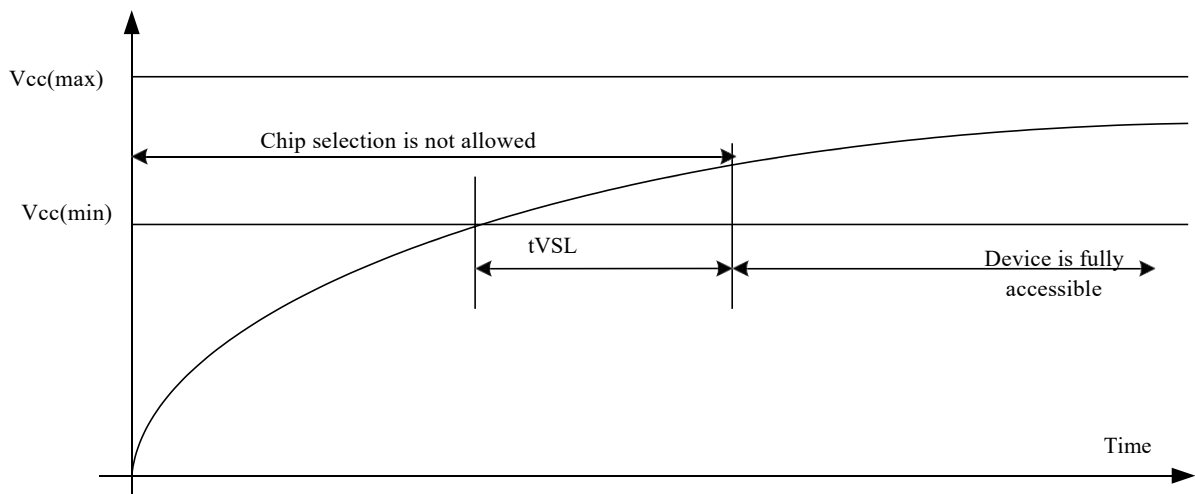 Vcc(max)
Chip selection is not allowed
Vcc(min)
tVSL
Device is fully
accessible
Time